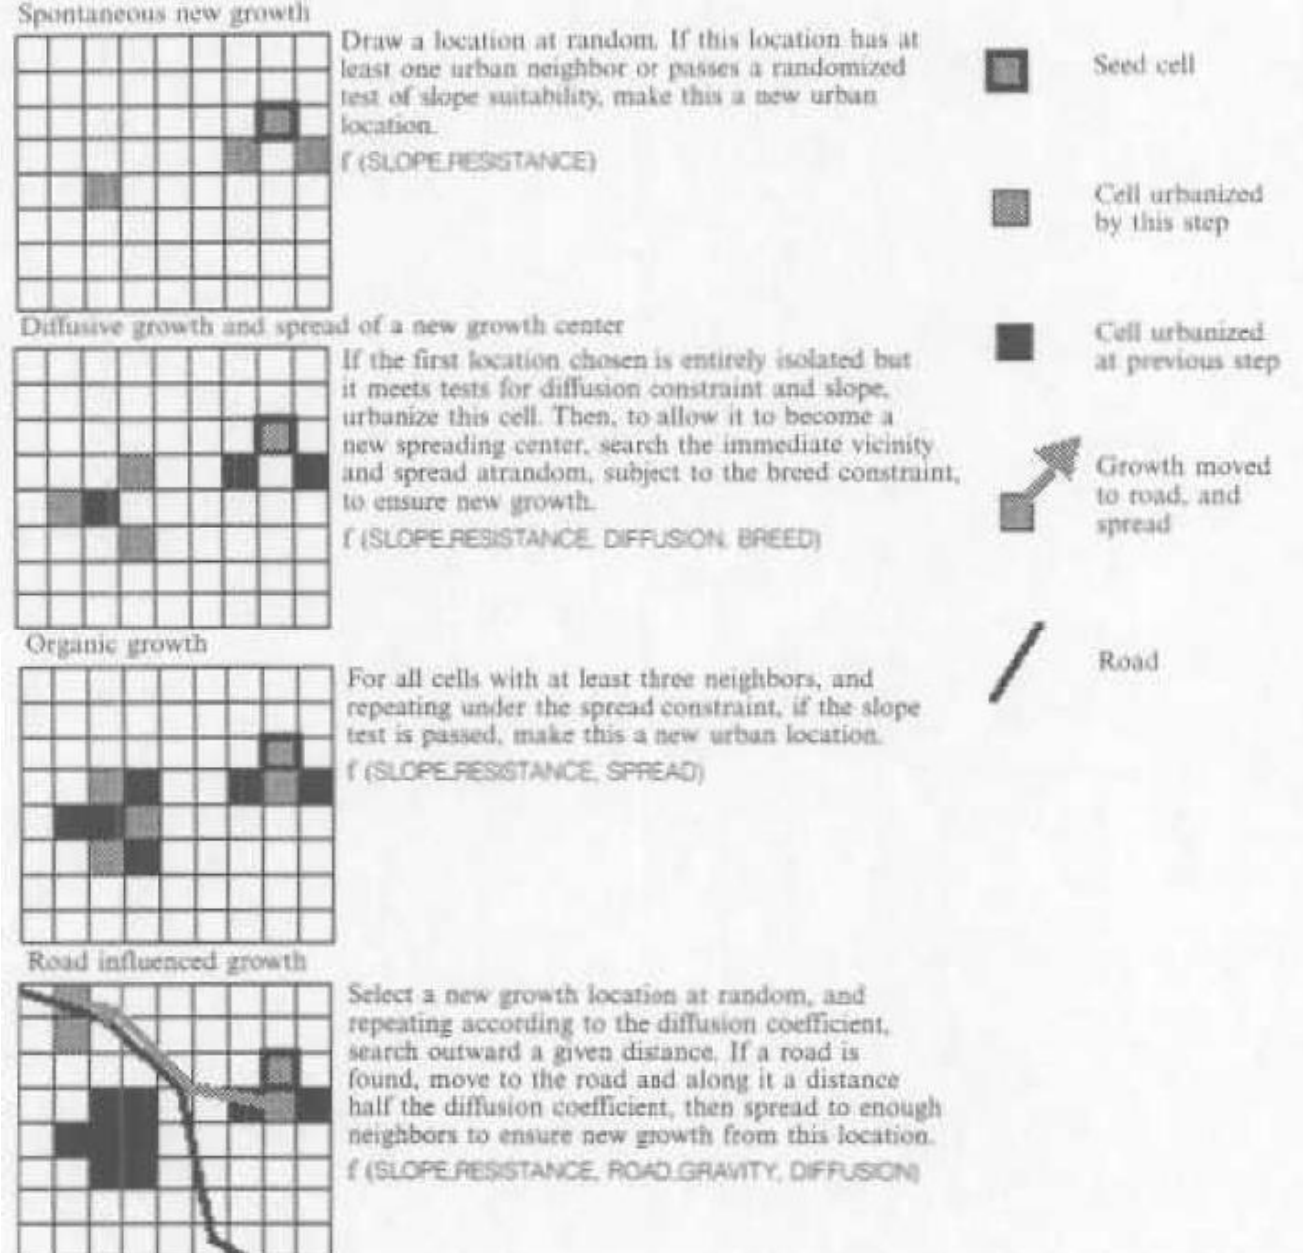 Spontaneous new growth
Draw a location at random. If this location has at
least one urban neighbor or passes a randomized
test of slope suitability, make this a new urban
location.
f (SLOPE.RESISTANCE)
Diffusive growth and spread of a new growth center
If the first location chosen is entirely isolated but
it meets tests for diffusion constraint and slope,
urbanize this cell. Then, to allow it to become a
new spreading center, search the immediate vicinity
and spread atrandom, subject to the breed constraint,
to ensure new growth.
f (SLOPE.RESISTANCE, DIFFUSION, BREED)
Organic growth
For all cells with at least three neighbors, and
repeating under the spread constraint, if the slope
test is passed, make this a new urban location.
f (SLOPE.RESISTANCE, SPREAD)
Road influenced growth
Select a new growth location at random, and
repeating according to the diffusion coefficient,
search outward a given distance. If a road is
found, move to the road and along it a distance
half the diffusion coefficient, then spread to enough
neighbors to ensure new growth from this location.
f (SLOPE.RESISTANCE, ROAD.GRAVITY, DIFFUSION)
Seed cell
Cell urbanized
by this step
Cell urbanized
at previous step
Growth moved
to road, and
spread
Road